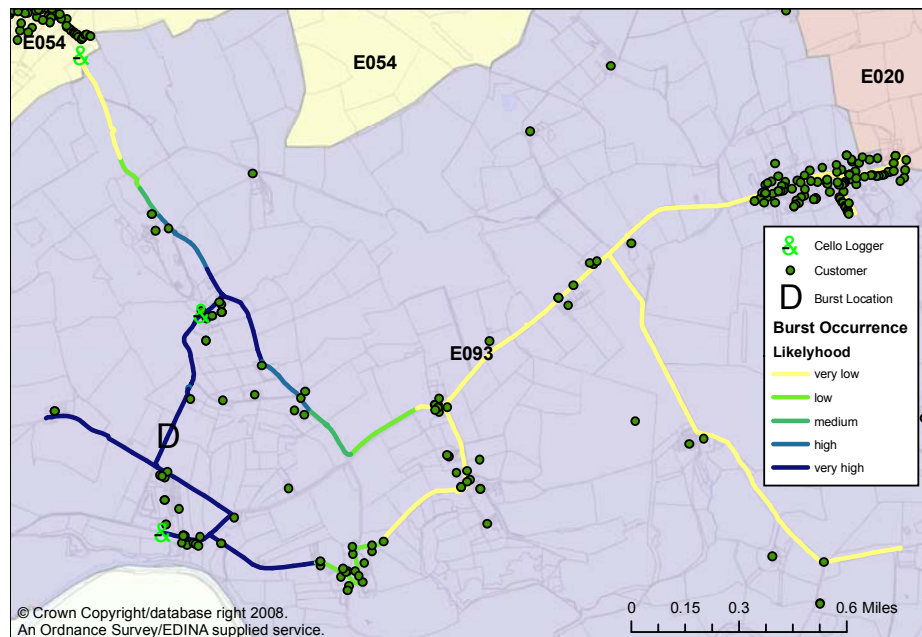 E054
E054
E020
E093
D
&
&
&
& Cello Logger
Customer
D Burst Location
Burst Occurrence
Likelyhood
very low
low
medium
high
very high
0 0.15 0.3 0.6 Miles
© Crown Copyright/database right 2008.
An Ordnance Survey/EDINA supplied service.